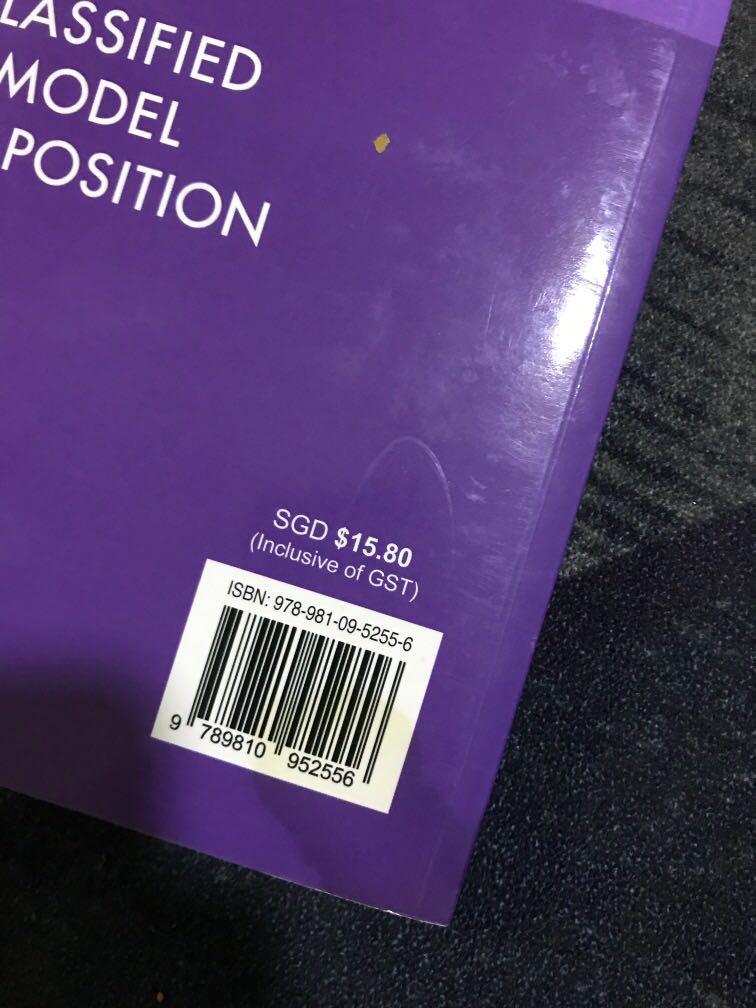 LASSIFIED
MODEL
POSITION
SGD $15.80
(Inclusive of GST)
ISBN: 978-981-09-5255-6
9 789810 952556